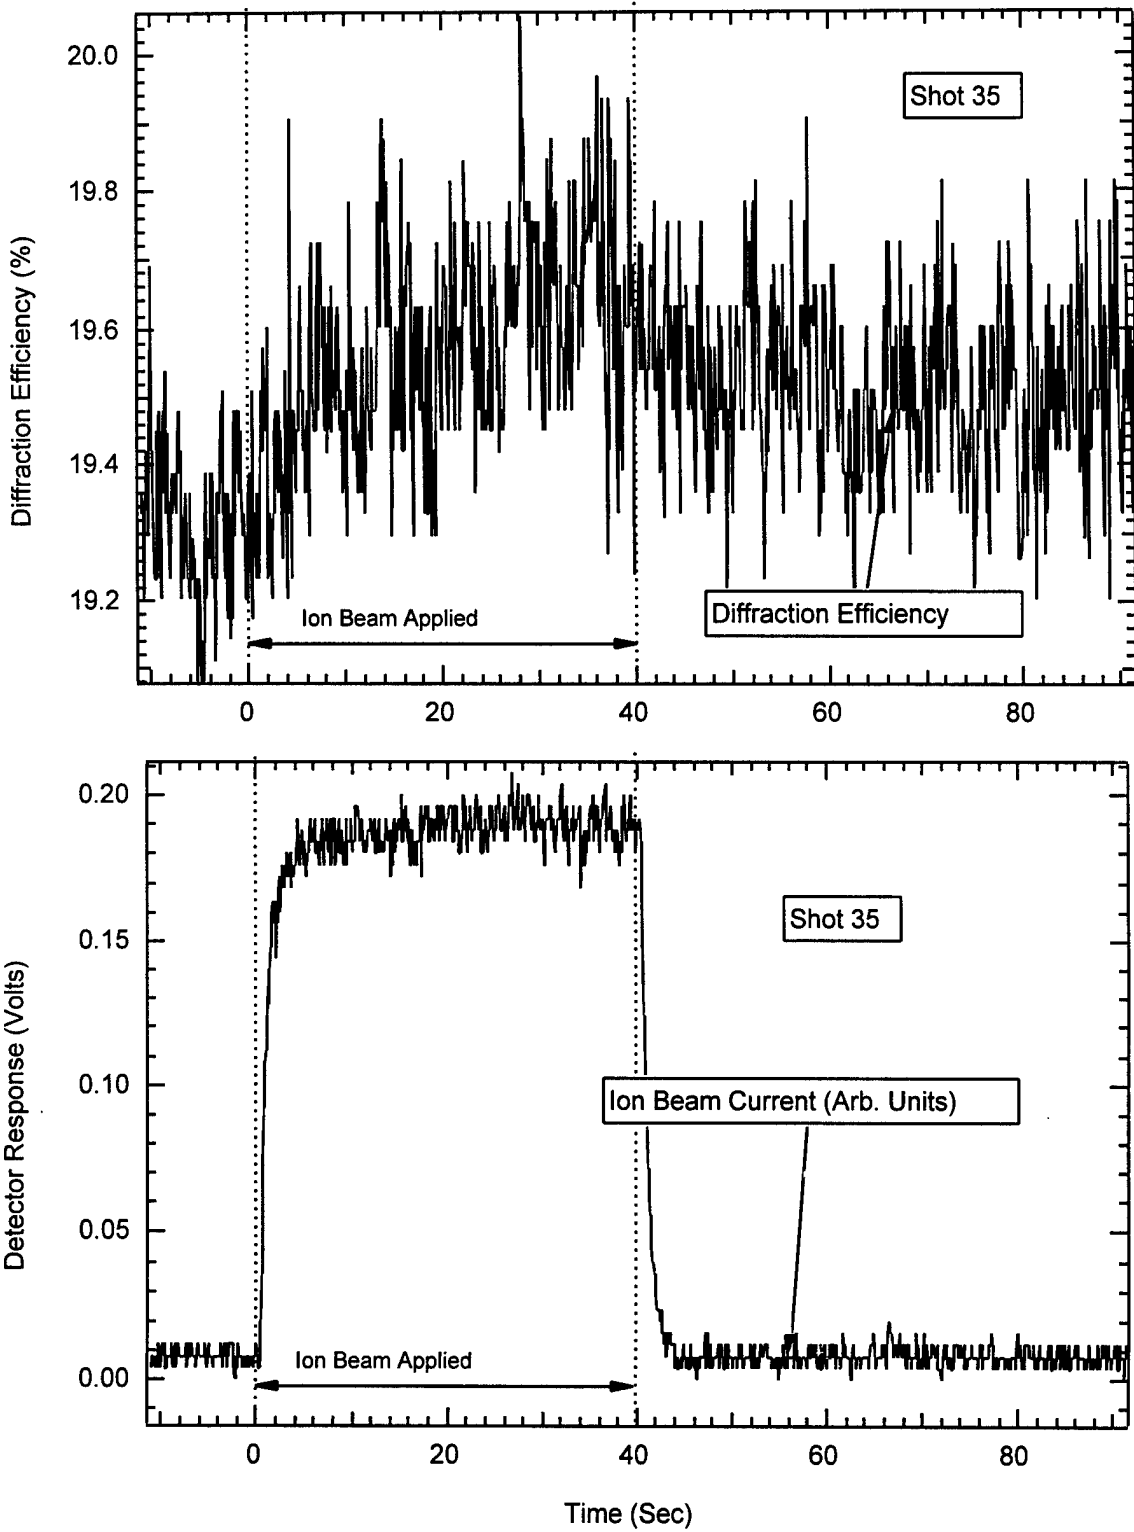 20.0
Shot 35
19.8
Diffraction Efficiency (%)
19.6
19.4
19.2
Ion Beam Applied
Diffraction Efficiency
0 20 40 60 80
0.20
Shot 35
0.15
Detector Response (Volts)
0.10
Ion Beam Current (Arb. Units)
0.05
0.00
Ion Beam Applied
0 20 40 60 80
Time (Sec)